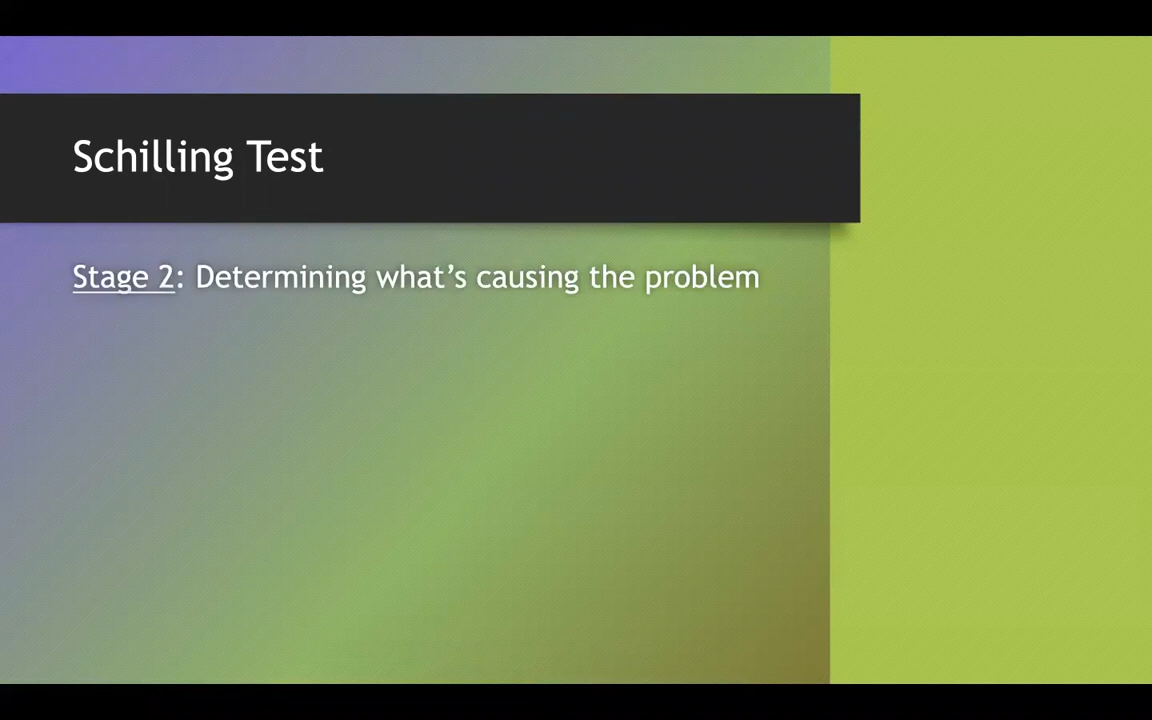 Schilling Test
Stage 2: Determining what’s causing the problem